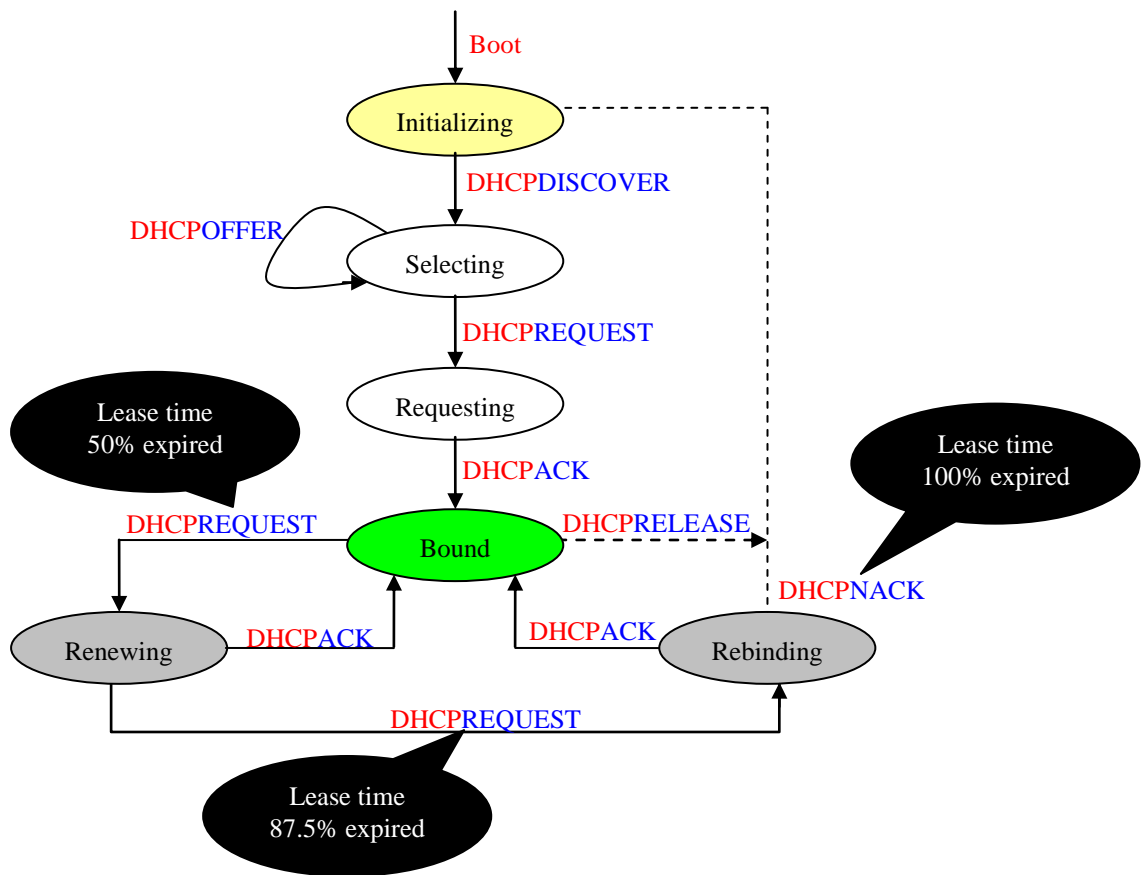 Boot
Initializing
DHCPDISCOVER
DHCPOFFER
Selecting
DHCPREQUEST
Requesting
Lease time
50% expired
Lease time
100% expired
DHCPACK
DHCPREQUEST
Bound
DHCPRELEASE
DHCPNACK
Renewing
DHCPACK
DHCPACK
Rebinding
DHCPREQUEST
Lease time
87.5% expired